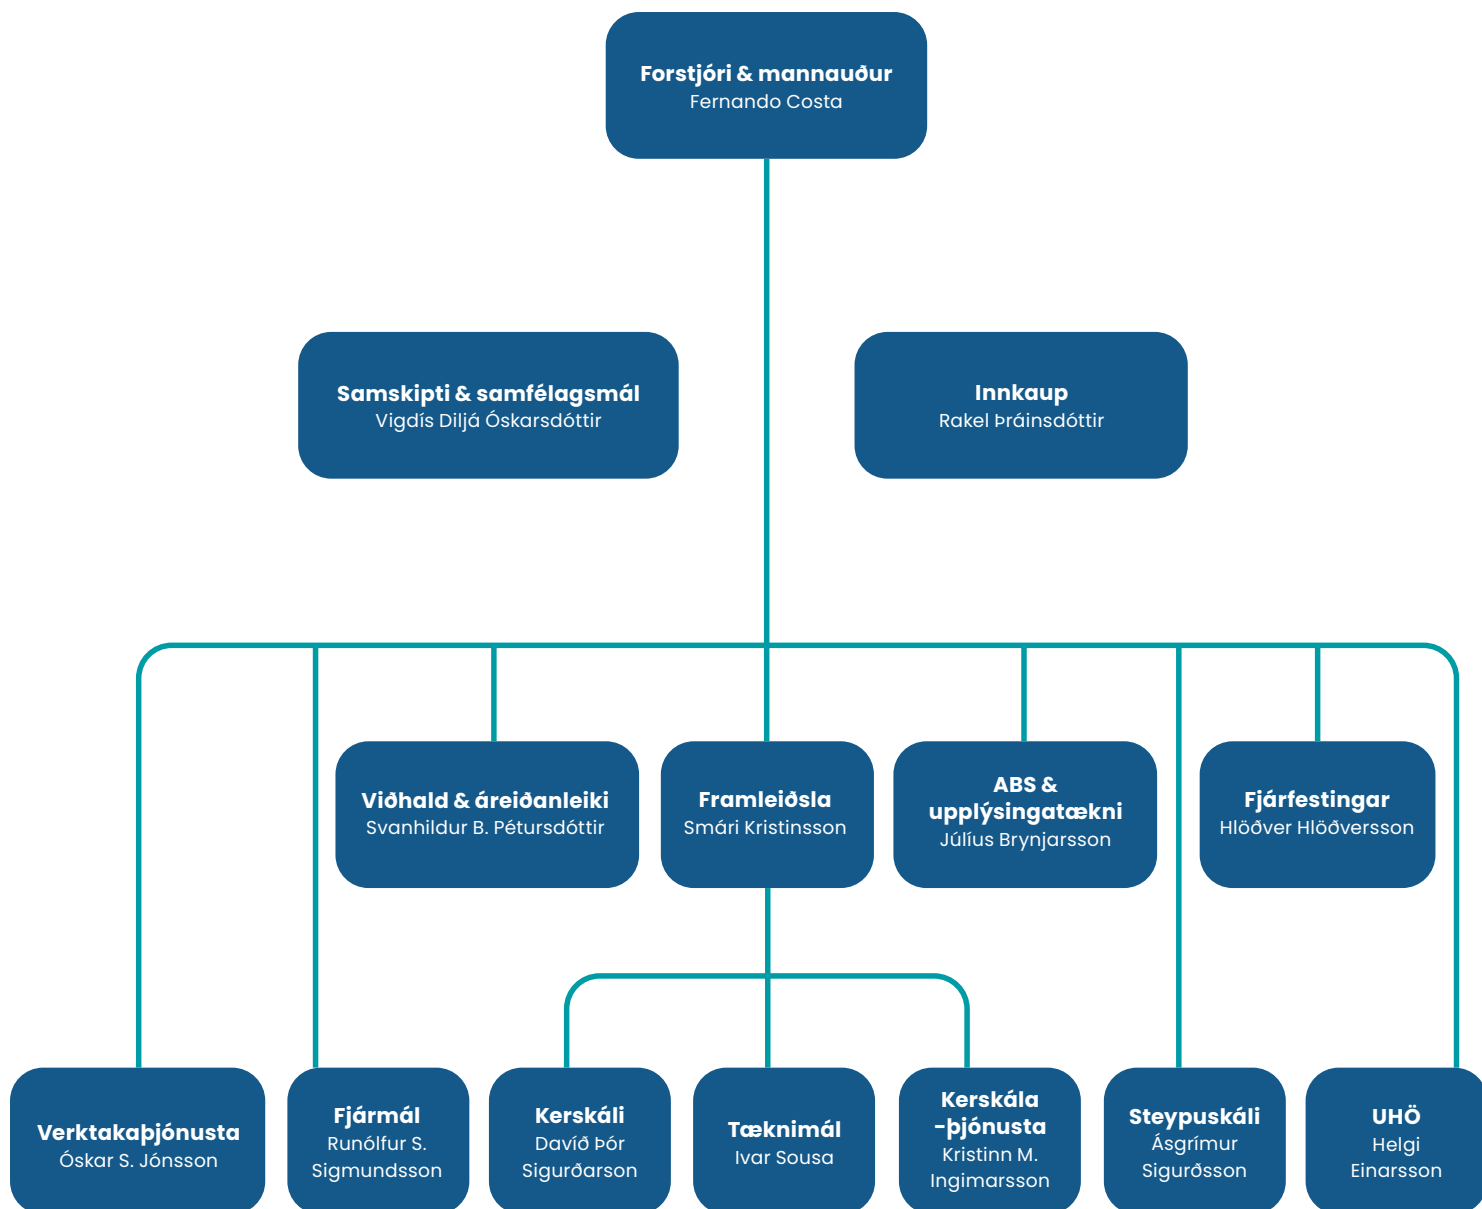 Forstjóri & mannauður
Fernando Costa
Samskipti & samfélagsmál
Vigdís Diljá Óskarsdóttir
Innkaup
Rakel Þráinsdóttir
Viðhald & áreiðanleiki
Svanhildur B. Pétursdóttir
Framleiðsla
Smári Kristinsson
ABS &
upplýsingatækni
Júlíus Brynjarsson
Fjárfestingar
Hlöðver Hlöðversson
Verktakaþjónusta
Óskar S. Jónsson
Fjármál
Runólfur S.
Sigmundsson
Kerskáli
Davíð Þór
Sigurðarson
Tæknimál
Ivar Sousa
Kerskála
-þjónusta
Kristinn M.
Ingimarsson
Steypuskáli
Ásgrímur
Sigurðsson
UHÖ
Helgi
Einarsson